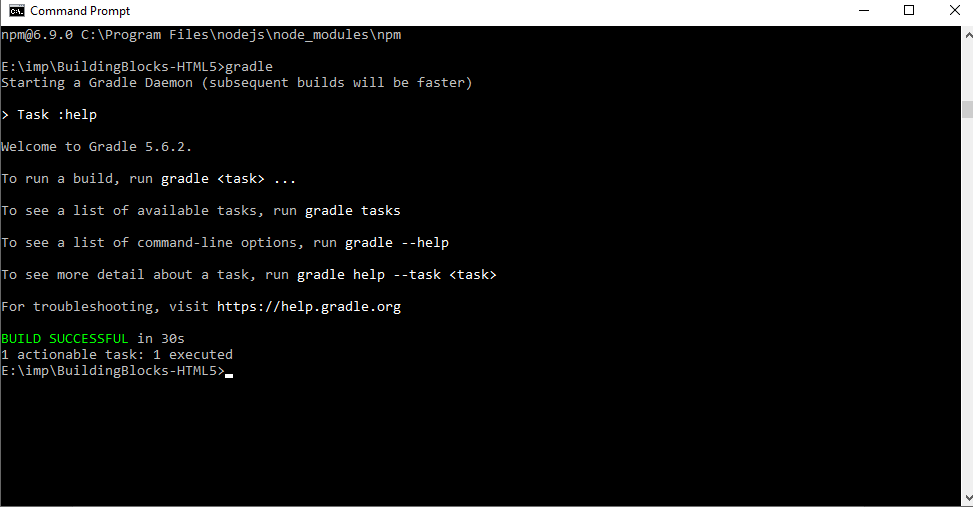 Command Prompt
npm@6.9.0 C:\Program Files\nodejs\node_modules\npm
E:\imp\BuildingBlocks-HTML5>gradle
Starting a Gradle Daemon (subsequent builds will be faster)
> Task :help
Welcome to Gradle 5.6.2.
To run a build, run gradle <task> ...
To see a list of available tasks, run gradle tasks
To see a list of command-line options, run gradle --help
To see more detail about a task, run gradle help --task <task>
For troubleshooting, visit https://help.gradle.org
BUILD SUCCESSFUL in 30s
1 actionable task: 1 executed
E:\imp\BuildingBlocks-HTML5>